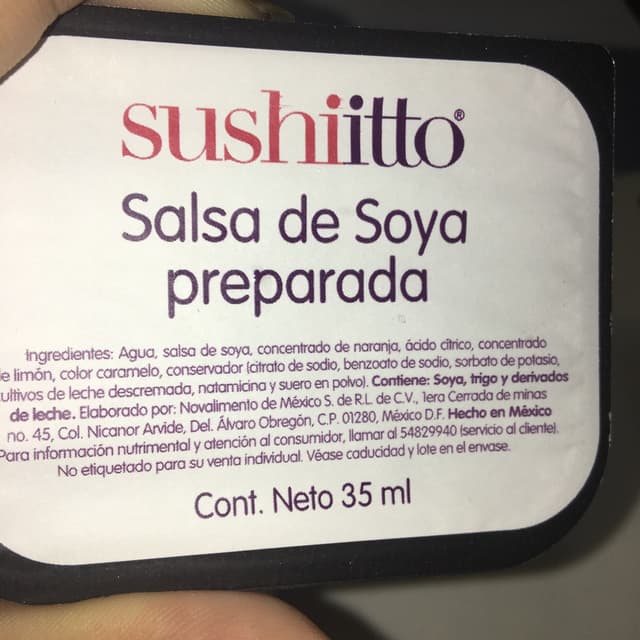 sushiitto®
Salsa de Soya
preparada
Ingredientes: Agua, salsa de soya, concentrado de naranja, ácido cítrico, concentrado
de limón, color caramelo, conservador (citrato de sodio, benzoato de sodio, sorbato de potasio,
cultivos de leche descremada, natamicina y suero en polvo). Contiene: Soya, trigo y derivados
de leche. Elaborado por: Novalimento de México S. de R.L de C.V., 1era Cerrada de minas
no. 45, Col. Nicanor Arvide, Del. Álvaro Obregón, C.P. 01280, México D.F. Hecho en México
Para información nutrimental y atención al consumidor, llamar al 54829940 (servicio al cliente).
No etiquetado para su venta individual. Véase caducidad y lote en el envase.
Cont. Neto 35 ml